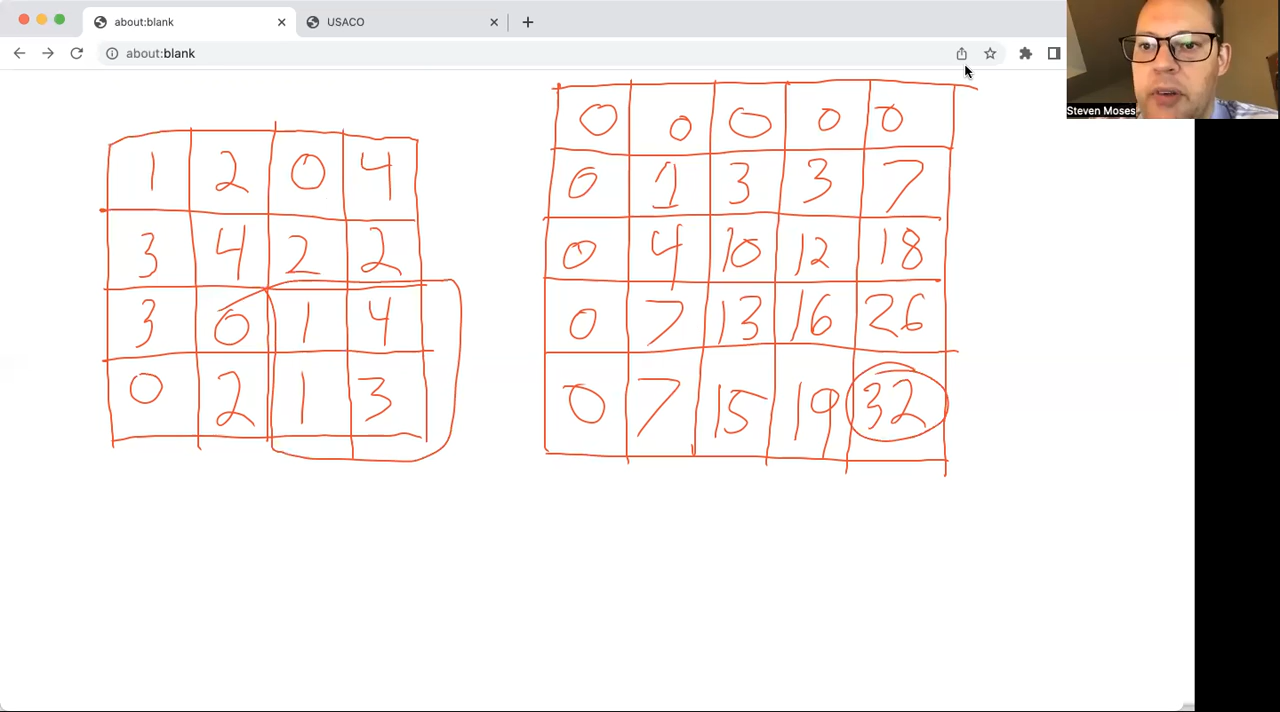 about:blank
USACO
about:blank
Steven Moses
1 2 0 4
3 4 2 2
3 0 1 4
0 2 1 3
0 0 0 0 0
0 1 3 3 7
0 4 10 12 18
0 7 13 16 26
0 7 15 19 32